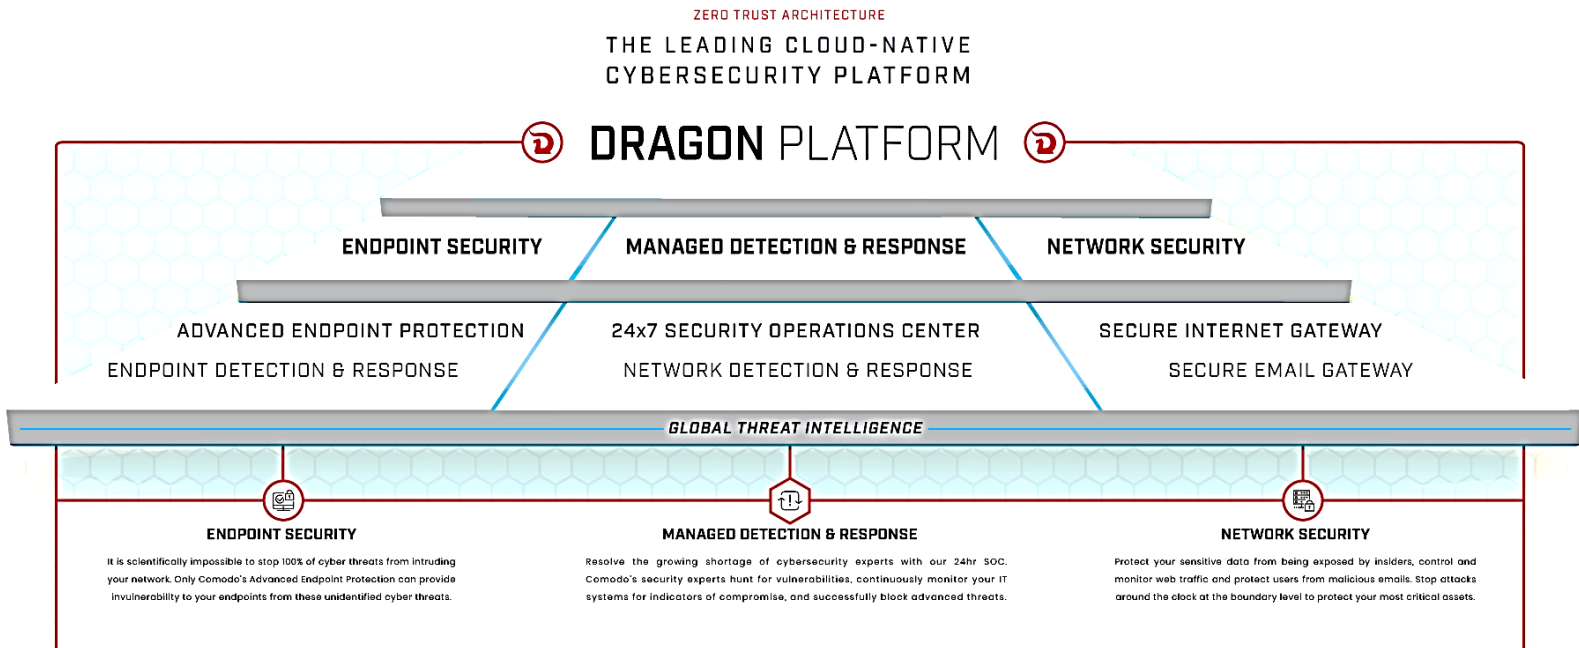 ZERO TRUST ARCHITECTURE
THE LEADING CLOUD-NATIVE
CYBERSECURITY PLATFORM
DRAGON PLATFORM
ENDPOINT SECURITY
MANAGED DETECTION & RESPONSE
NETWORK SECURITY
ADVANCED ENDPOINT PROTECTION
24x7 SECURITY OPERATIONS CENTER
SECURE INTERNET GATEWAY
ENDPOINT DETECTION & RESPONSE
NETWORK DETECTION & RESPONSE
SECURE EMAIL GATEWAY
GLOBAL THREAT INTELLIGENCE
ENDPOINT SECURITY
It is scientifically impossible to stop 100% of cyber threats from intruding
your network. Only Comodo's Advanced Endpoint Protection can provide
invulnerability to your endpoints from these unidentified cyber threats.
MANAGED DETECTION & RESPONSE
Resolve the growing shortage of cybersecurity experts with our 24hr SOC.
Comodo's security experts hunt for vulnerabilities, continuously monitor your IT
systems for indicators of compromise, and successfully block advanced threats.
NETWORK SECURITY
Protect your sensitive data from being exposed by insiders, control and
monitor web traffic and protect users from malicious emails. Stop attacks
around the clock at the boundary level to protect your most critical assets.